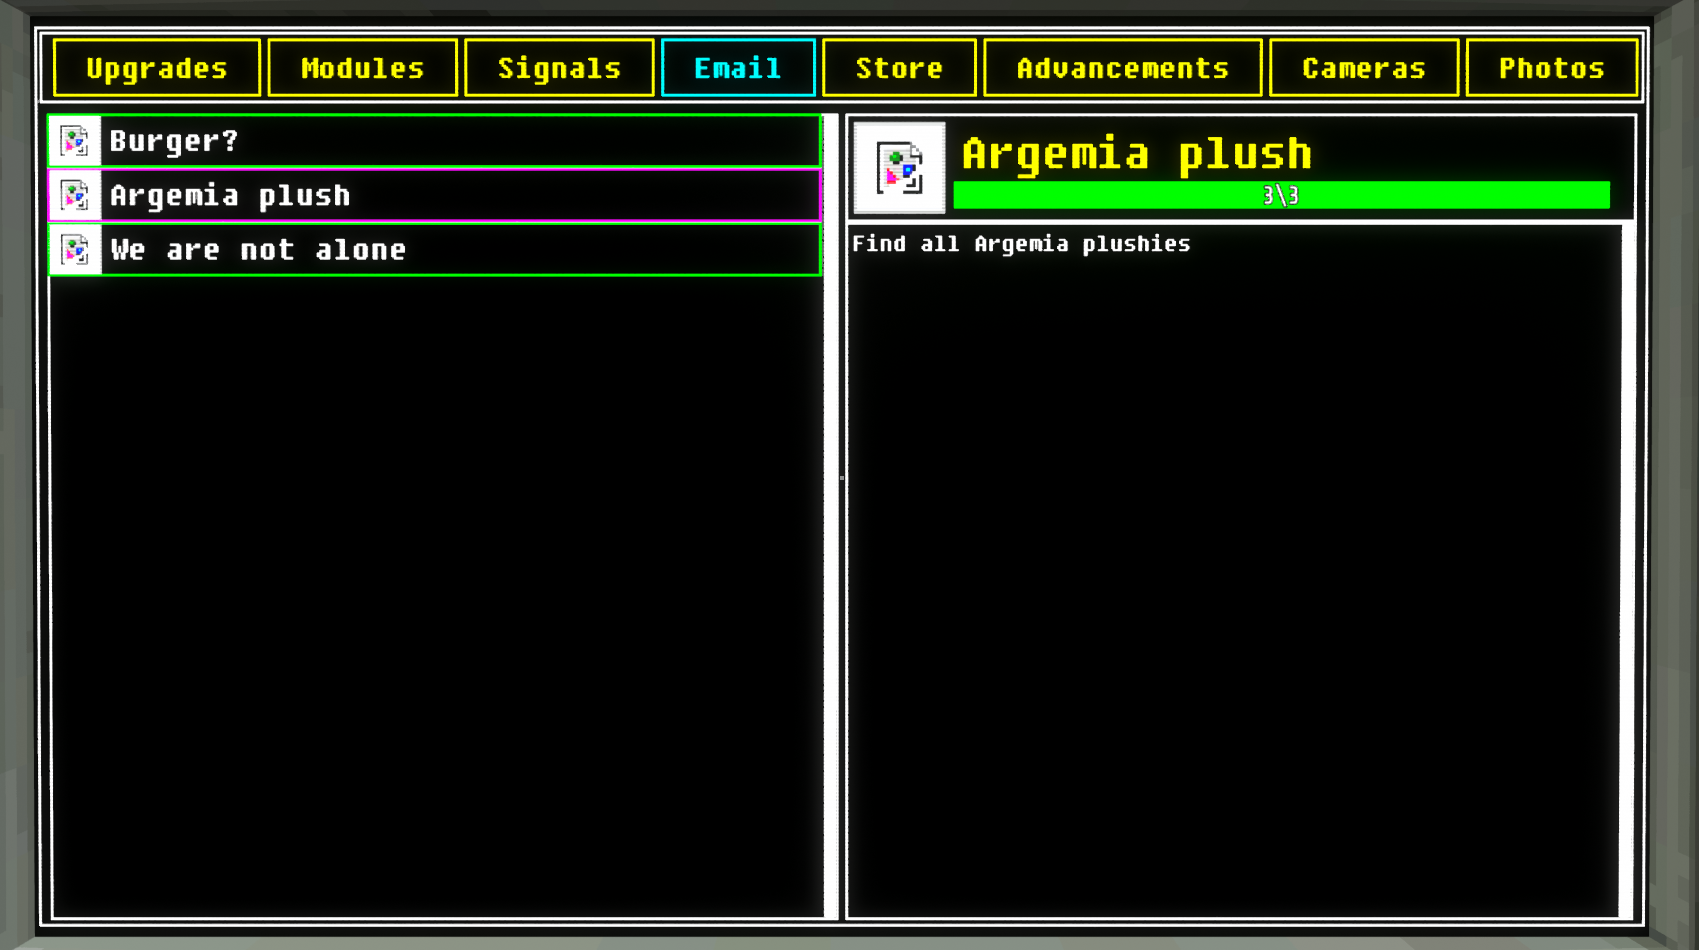 Upgrades Modules Signals Email Store Advancements Cameras Photos
Burger?
Argemia plush
We are not alone
Argemia plush
3\3
Find all Argemia plushies